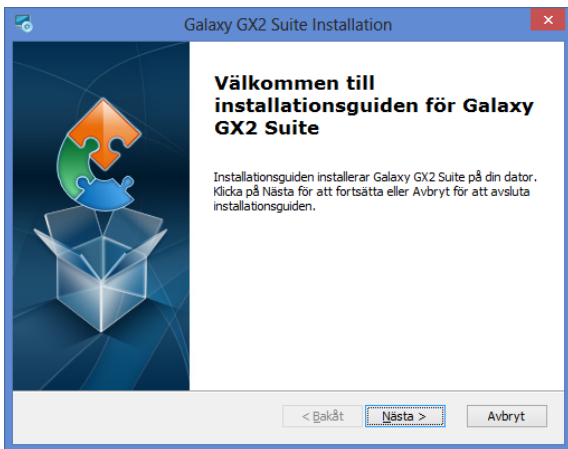 Galaxy GX2 Suite Installation
Välkommen till
installationsguiden för Galaxy
GX2 Suite
Installationsguiden installerar Galaxy GX2 Suite på din dator.
Klicka på Nästa för att fortsätta eller Avbryt för att avsluta
installationsguiden.
< Bakåt Nästa > Avbryt